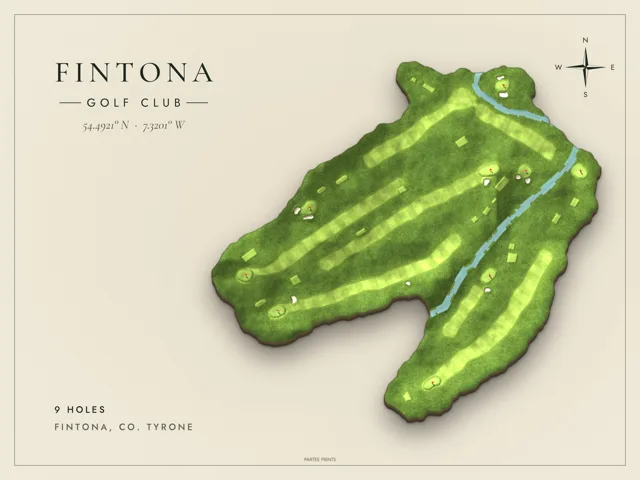 FINTONA
GOLF CLUB
54.4921° N · 7.3201° W
N
W
E
S
9 HOLES
FINTONA, CO. TYRONE
PARTEE PRINTS